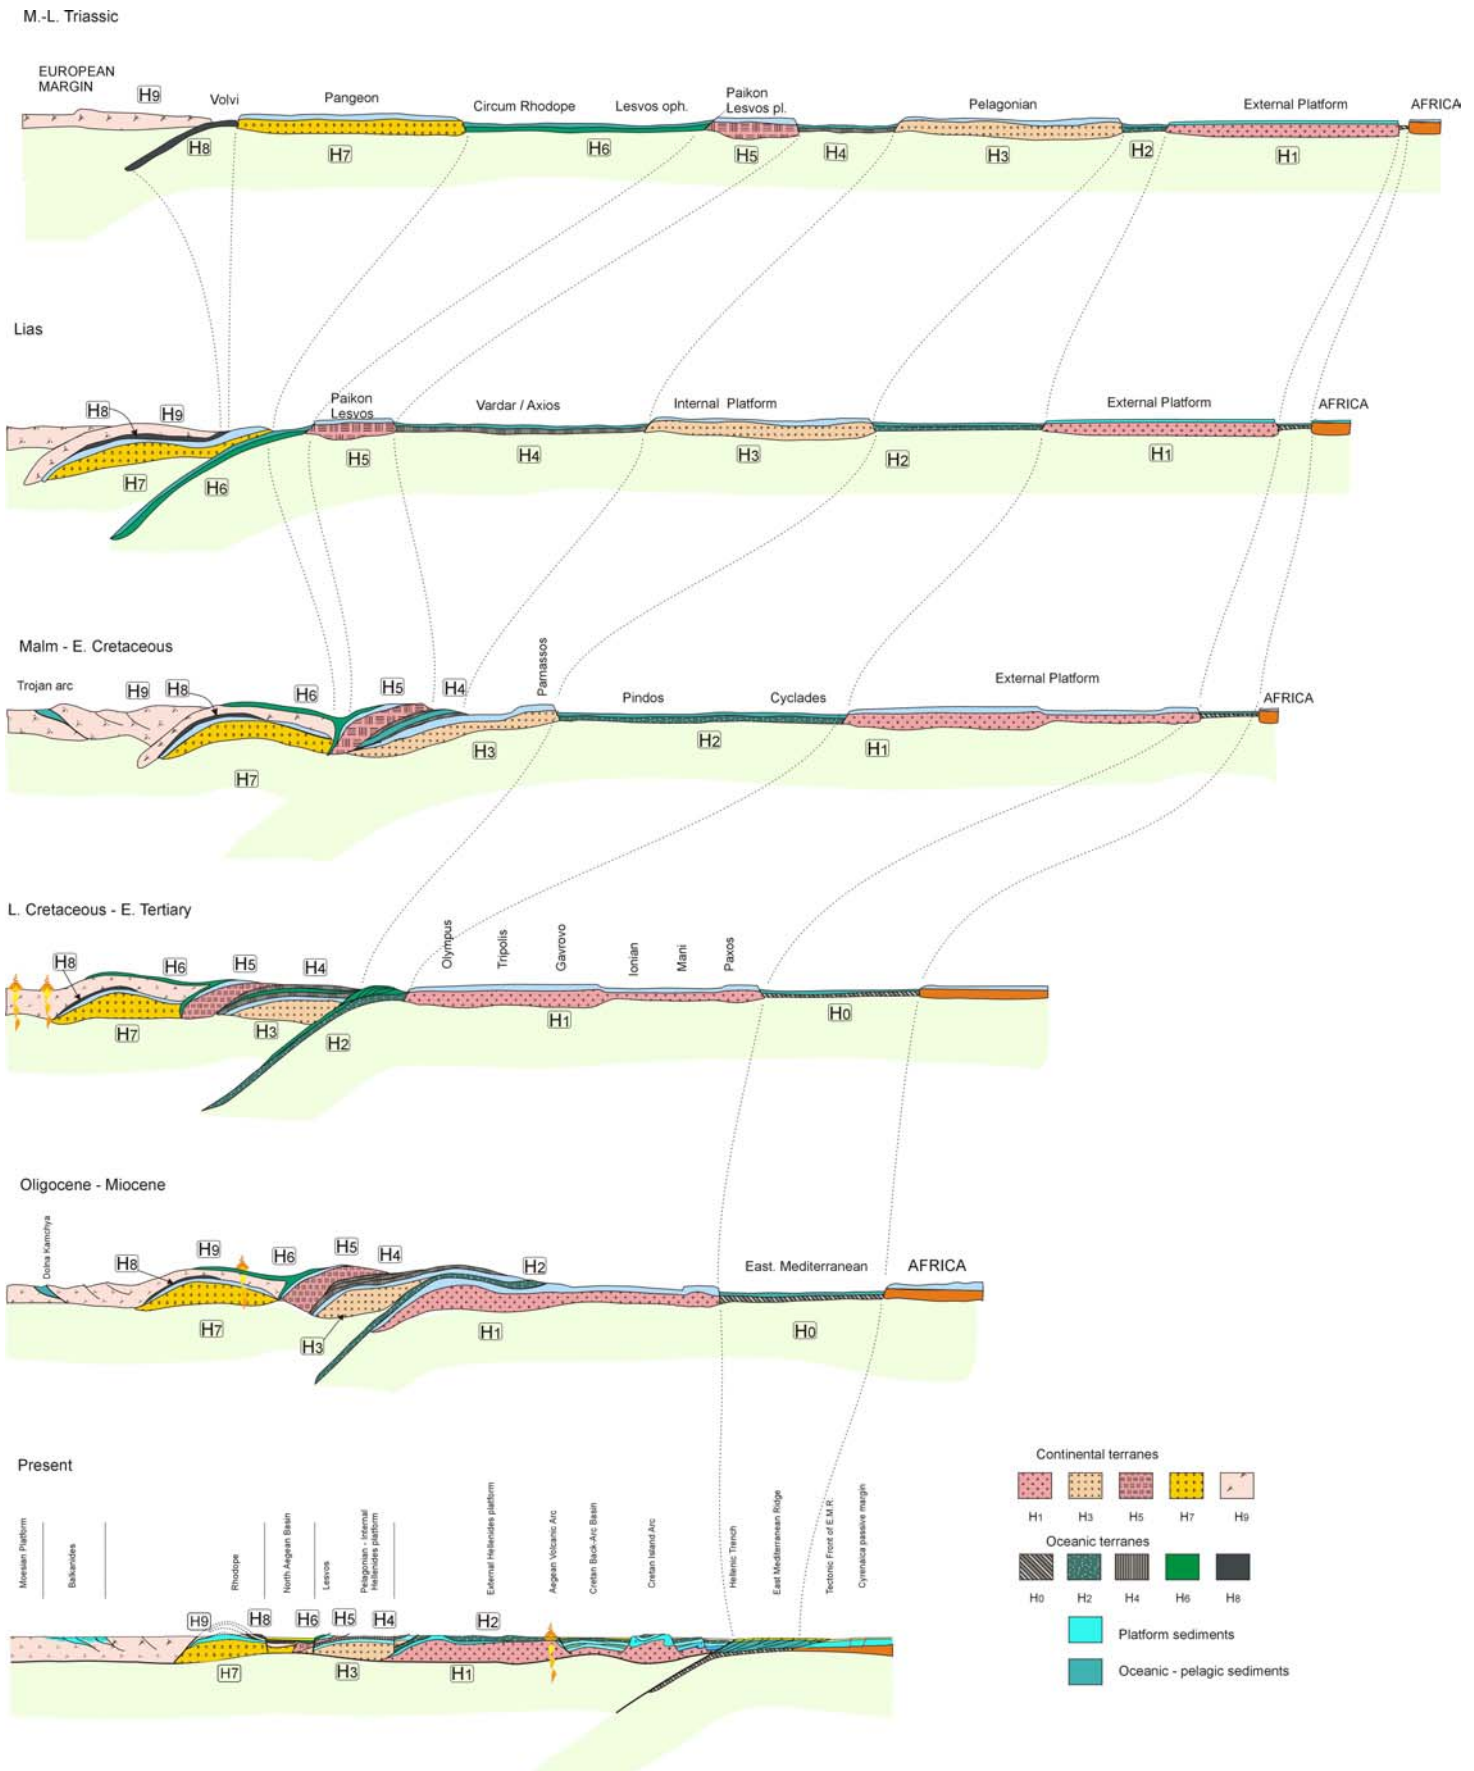 M.-L. Triassic
EUROPEAN
MARGIN
H9
Volvi
Pangeon
Circum Rhodope
Lesvos oph.
Paikon
Lesvos pl.
Pelagonian
External Platform
AFRICA
H8
H7
H6
H5
H4
H3
H2
H1
Lias
H8
H9
Paikon
Lesvos
Vardar / Axios
Internal Platform
External Platform
AFRICA
H7
H6
H5
H4
H3
H2
H1
Malm - E. Cretaceous
Trojan arc
H9
H8
H6
H5
H4
Parnassos
Pindos
Cyclades
External Platform
AFRICA
H7
H3
H2
H1
L. Cretaceous - E. Tertiary
H8
H6
H5
H4
Olympus
Tripolis
Gavrovo
Ionian
Mani
Paxos
H7
H3
H2
H1
H0
Oligocene - Miocene
Dolna Kamchya
H8
H9
H6
H5
H4
H2
East. Mediterranean
AFRICA
H7
H3
H1
H0
Present
Moesian Platform
Balkanides
Rhodope
North Aegean Basin
Lesvos
Pelagonian - Internal
Hellenides platform
External Hellenides platform
Aegean Volcanic Arc
Cretan Back-Arc Basin
Cretan Island Arc
Hellenic Trench
East Mediterranean Ridge
Tectonic Front of E.M.R.
Cyrenaica passive margin
H9
H8
H6
H5
H4
H2
H7
H3
H1
Continental terranes
H1
H3
H5
H7
H9
Oceanic terranes
H0
H2
H4
H6
H8
Platform sediments
Oceanic - pelagic sediments